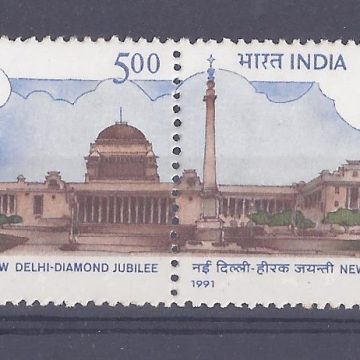 5.00
भारत INDIA
W DELHI-DIAMOND JUBILEE
नई दिल्ली-हीरक जयन्ती NEW
1991